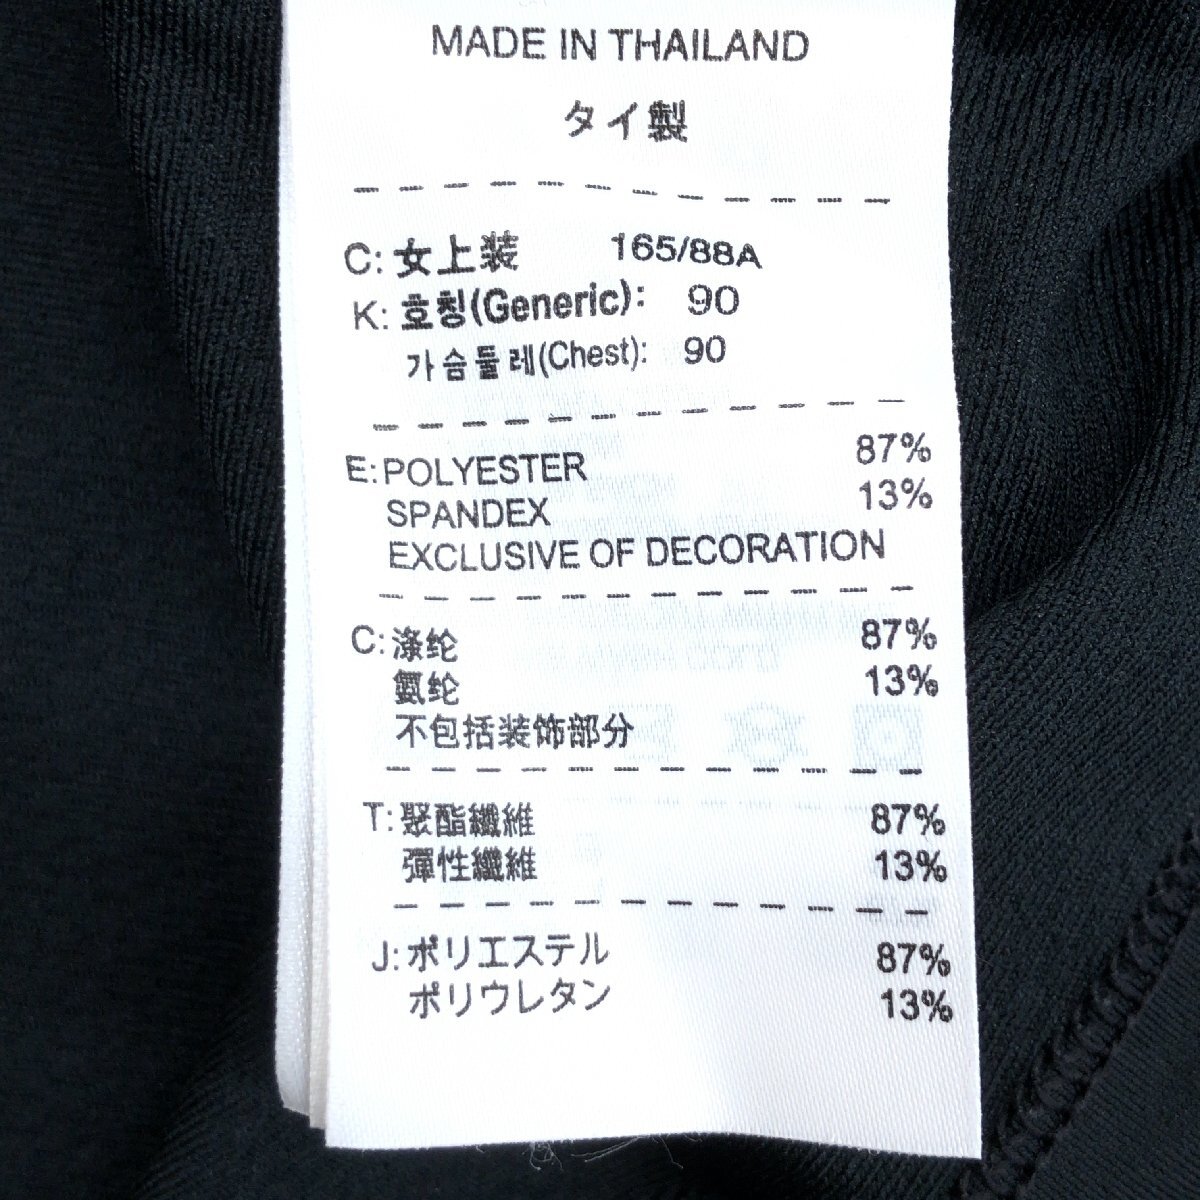 MADE IN THAILAND
タイ製
C: 女上装 165/88A
K: 호칭(Generic): 90
가슴둘레(Chest): 90
E: POLYESTER 87%
SPANDEX 13%
EXCLUSIVE OF DECORATION
C: 涤纶 87%
氨纶 13%
不包括装饰部分
T: 聚酯纖維 87%
彈性纖維 13%
J: ポリエステル 87%
ポリウレタン 13%